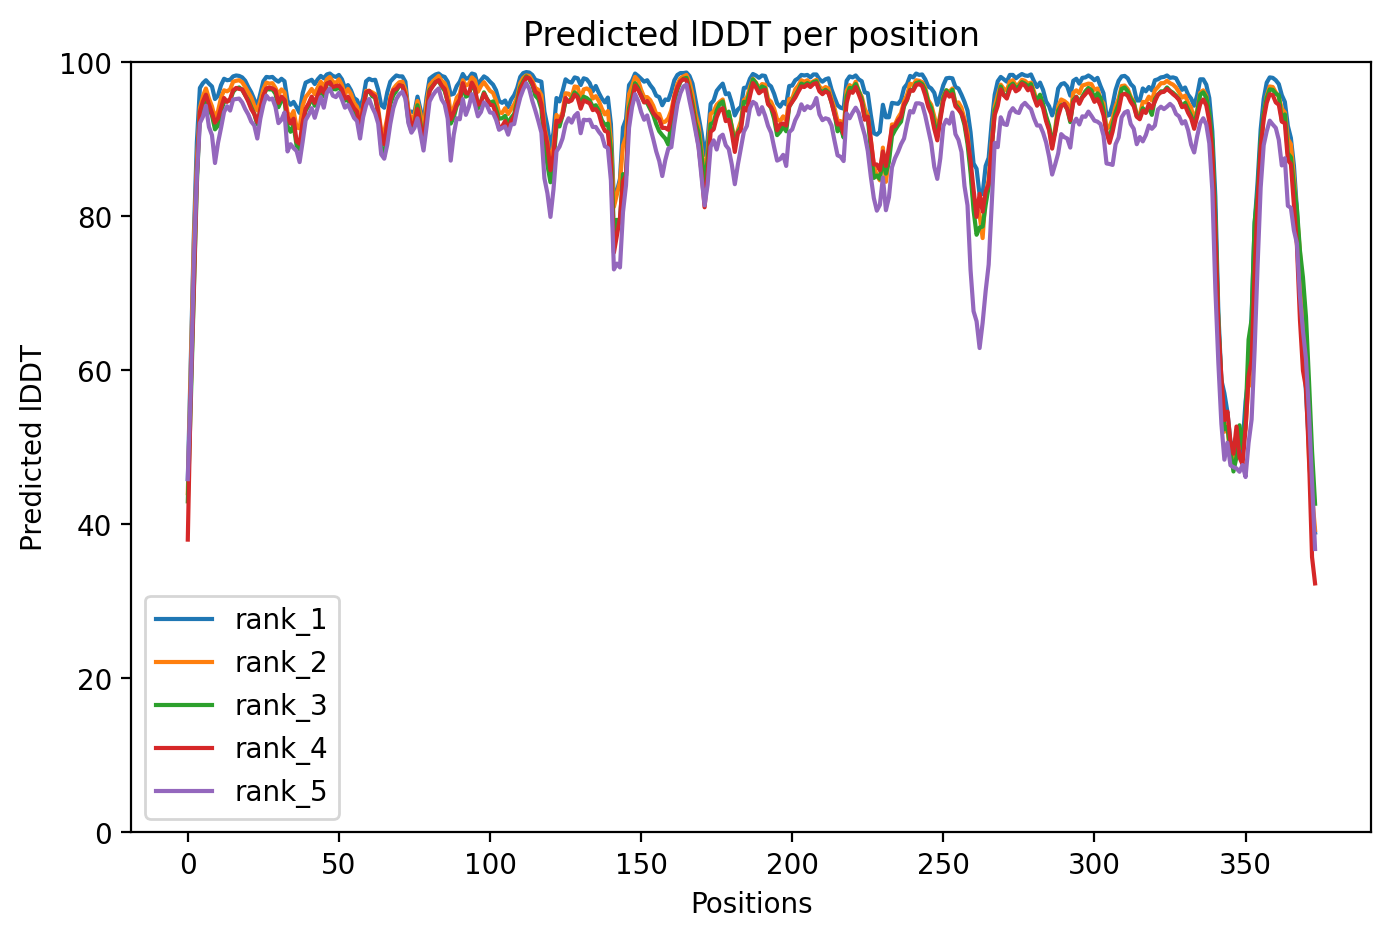 Predicted lDDT per position
100
80
60
40
20
0
Predicted lDDT
rank_1
rank_2
rank_3
rank_4
rank_5
0 50 100 150 200 250 300 350
Positions